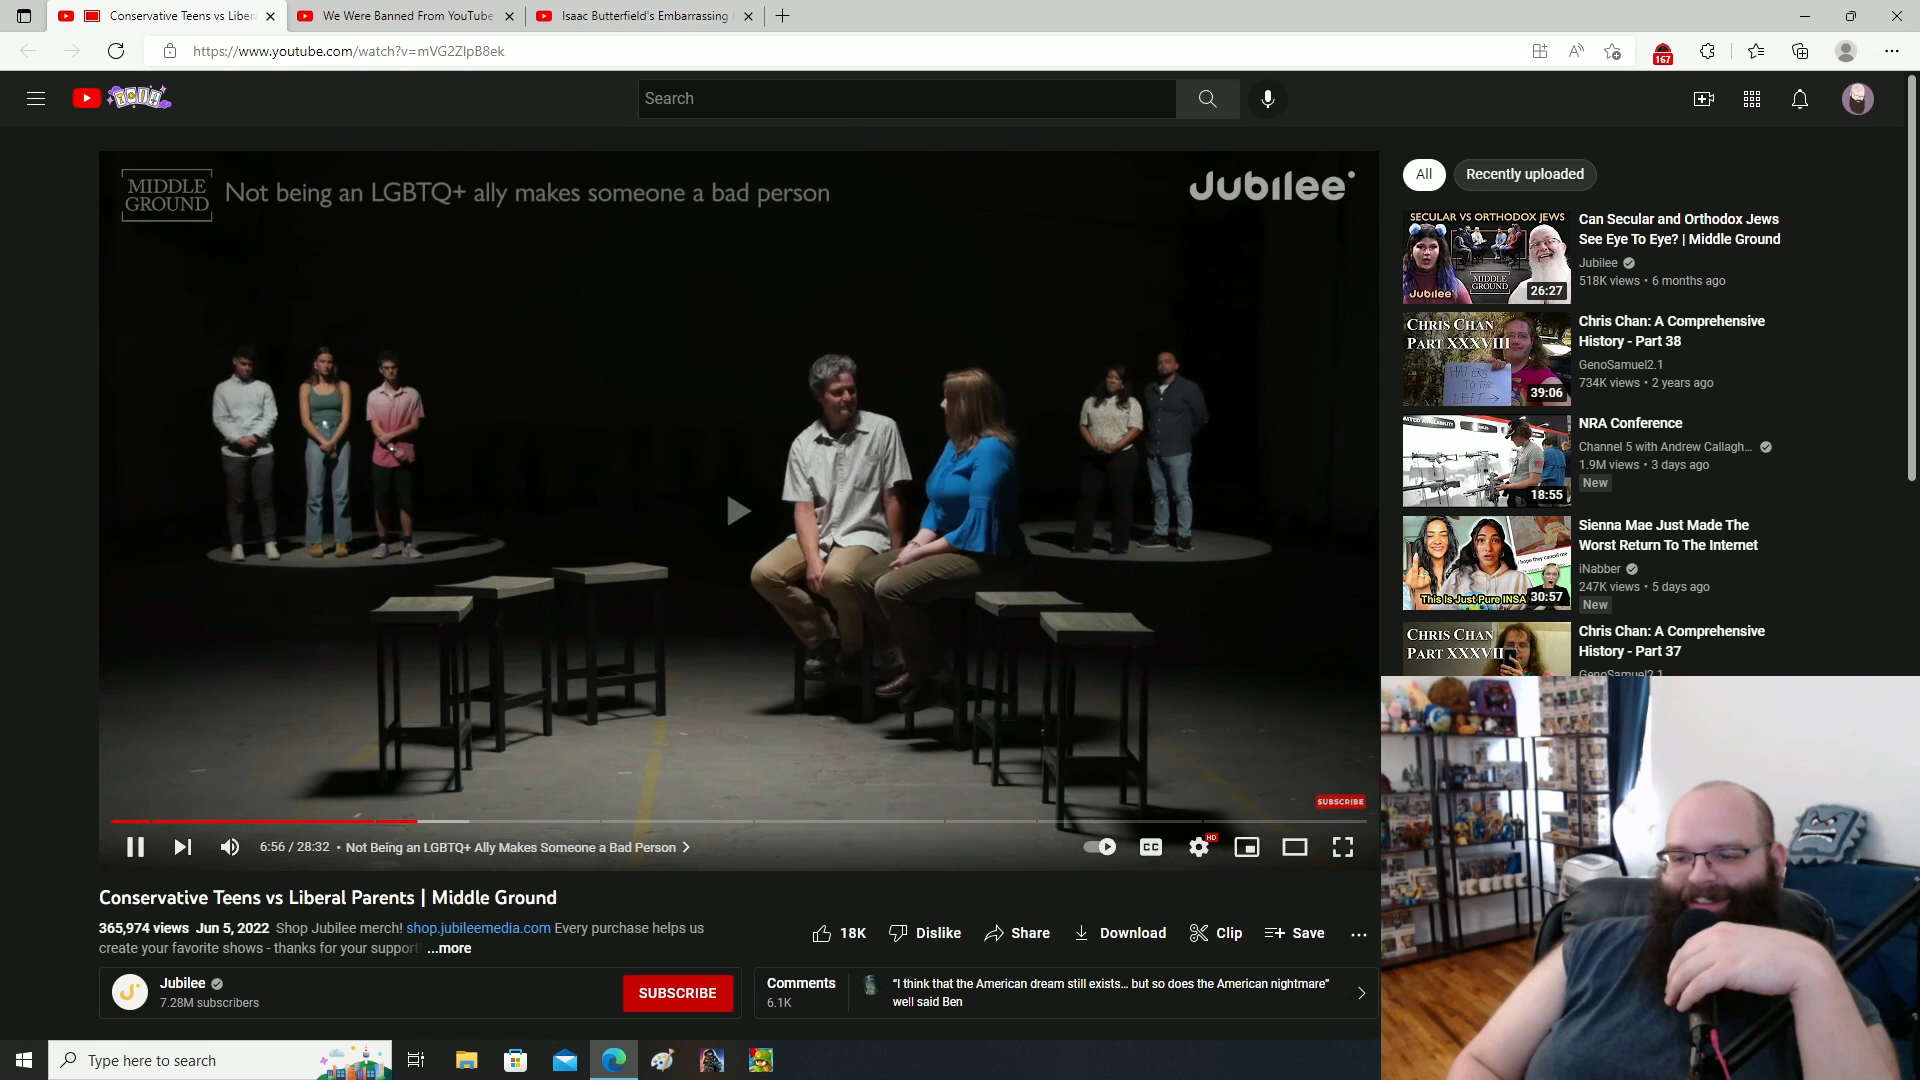 Conservative Teens vs Libera
We Were Banned From YouTube
Isaac Butterfield's Embarrassing
https://www.youtube.com/watch?v=mVG2ZlpB8ek
167
Search
MIDDLE
GROUND
Not being an LGBTQ+ ally makes someone a bad person
Jubilee
SUBSCRIBE
6:56 / 28:32 • Not Being an LGBTQ+ Ally Makes Someone a Bad Person
CC
HD
Conservative Teens vs Liberal Parents | Middle Ground
365,974 views Jun 5, 2022 Shop Jubilee merch! shop.jubileemedia.com Every purchase helps us
create your favorite shows - thanks for your support ...more
18K
Dislike
Share
Download
Clip
Save
Jubilee
7.28M subscribers
SUBSCRIBE
Comments
6.1K
"I think that the American dream still exists... but so does the American nightmare"
well said Ben
All
Recently uploaded
SECULAR VS ORTHODOX JEWS
MIDDLE
GROUND
Jubilee
26:27
Can Secular and Orthodox Jews
See Eye To Eye? | Middle Ground
Jubilee
518K views • 6 months ago
CHRIS CHAN
PART XXXVIII
HATERS
TO THE
LEFT→
39:06
Chris Chan: A Comprehensive
History - Part 38
GenoSamuel2.1
734K views • 2 years ago
18:55
NRA Conference
Channel 5 with Andrew Callagh...
1.9M views • 3 days ago
New
This Is Just Pure INSA
30:57
Sienna Mae Just Made The
Worst Return To The Internet
iNabber
247K views • 5 days ago
New
CHRIS CHAN
PART XXXVII
Chris Chan: A Comprehensive
History - Part 37
GenoSamuel2.1
Type here to search